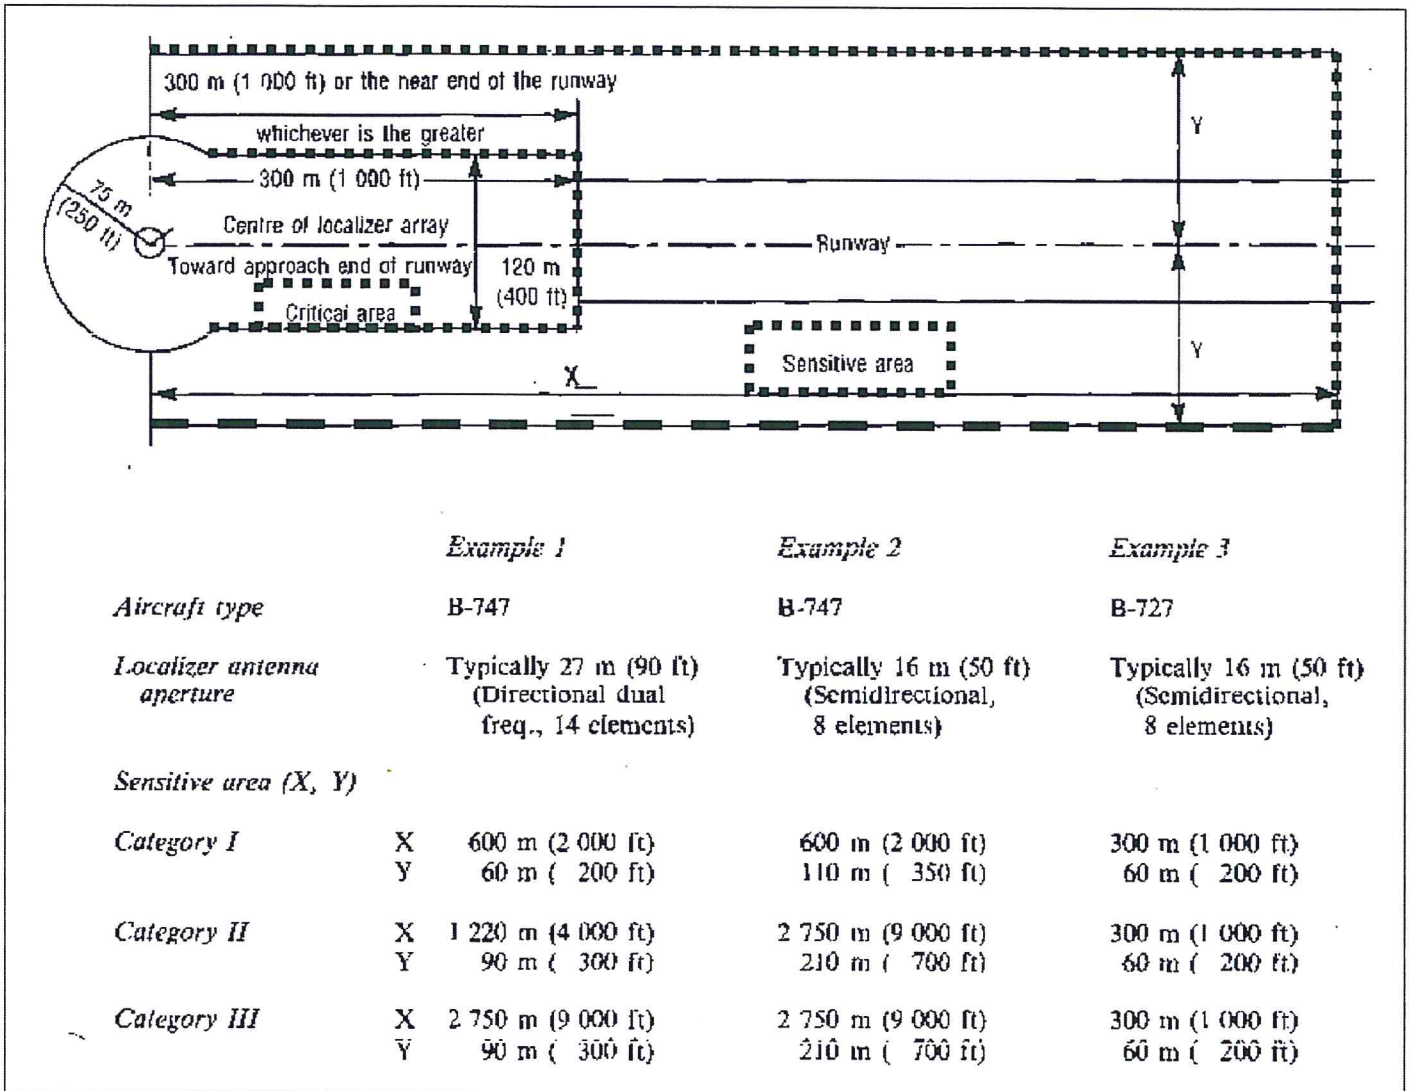 300 m (1 000 ft) or the near end of the runway
whichever is the greater
Y
300 m (1 000 ft)
75 m
(250 ft)
Centre of localizer array
Runway
Toward approach end of runway
120 m
(400 ft)
Critical area
Y
Sensitive area
X
Example 1 Example 2 Example 3
Aircraft type B-747 B-747 B-727
Localizer antenna Typically 27 m (90 ft) Typically 16 m (50 ft) Typically 16 m (50 ft)
aperture (Directional dual (Semidirectional, (Semidirectional,
freq., 14 elements) 8 elements) 8 elements)
Sensitive area (X, Y)
Category I X 600 m (2 000 ft) 600 m (2 000 ft) 300 m (1 000 ft)
Y 60 m ( 200 ft) 110 m ( 350 ft) 60 m ( 200 ft)
Category II X 1 220 m (4 000 ft) 2 750 m (9 000 ft) 300 m (1 000 ft)
Y 90 m ( 300 ft) 210 m ( 700 ft) 60 m ( 200 ft)
Category III X 2 750 m (9 000 ft) 2 750 m (9 000 ft) 300 m (1 000 ft)
Y 90 m ( 300 ft) 210 m ( 700 ft) 60 m ( 200 ft)